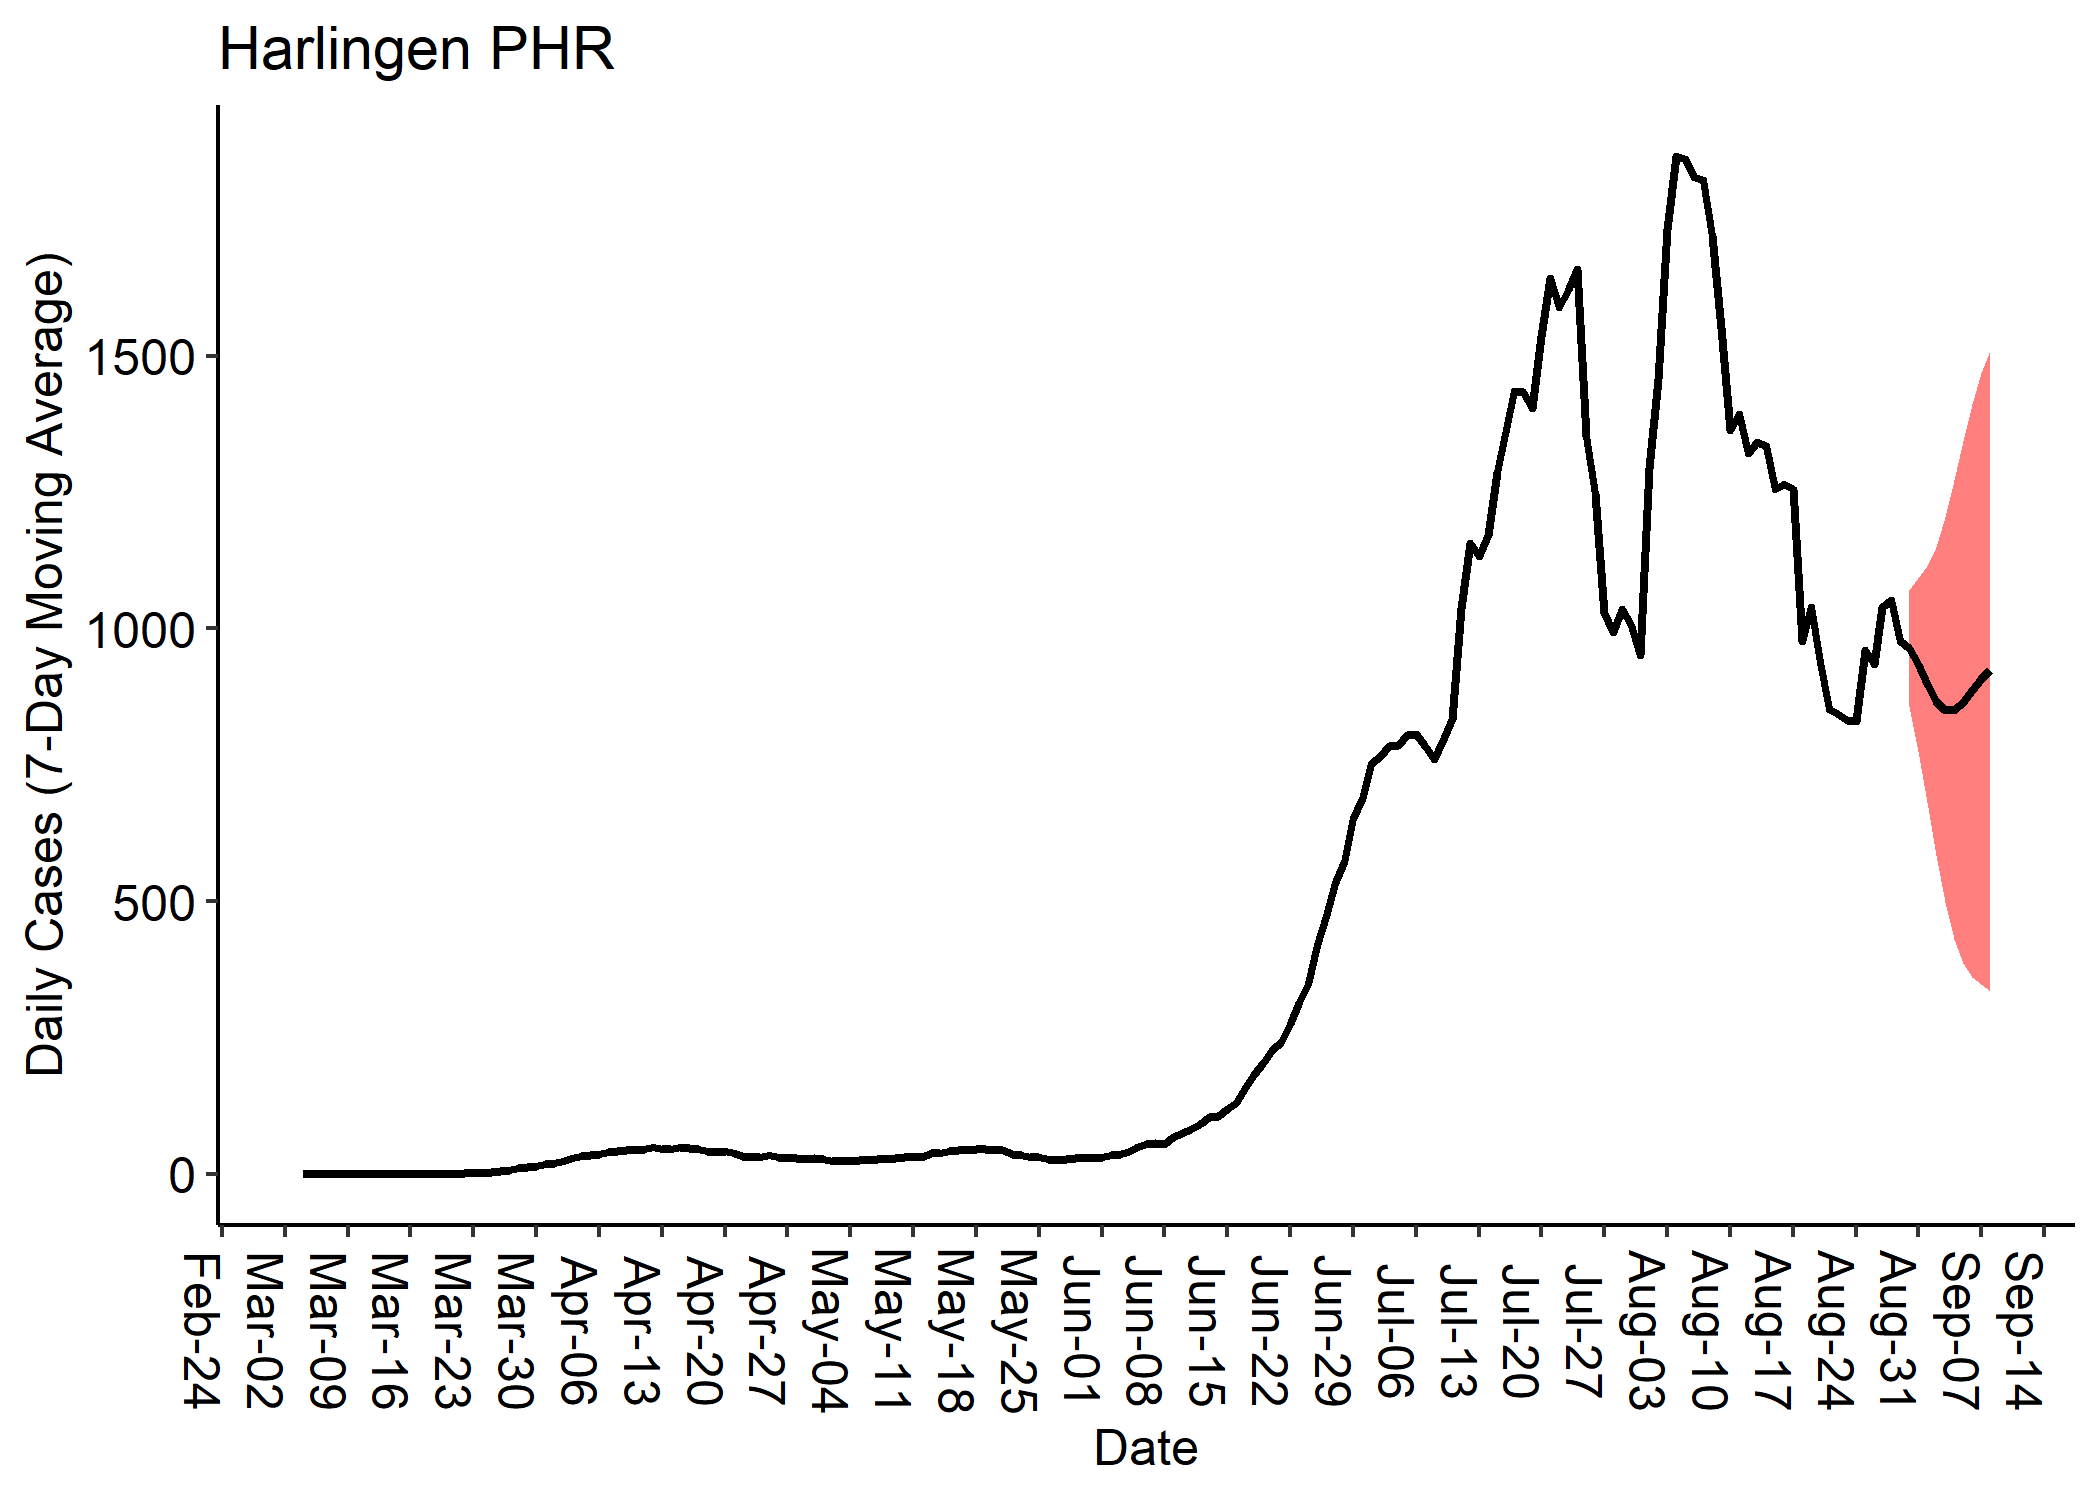 Harlingen PHR
Daily Cases (7-Day Moving Average)
1500
1000
500
0
Feb-24
Mar-02
Mar-09
Mar-16
Mar-23
Mar-30
Apr-06
Apr-13
Apr-20
Apr-27
May-04
May-11
May-18
May-25
Jun-01
Jun-08
Jun-15
Jun-22
Jun-29
Jul-06
Jul-13
Jul-20
Jul-27
Aug-03
Aug-10
Aug-17
Aug-24
Aug-31
Sep-07
Sep-14
Date